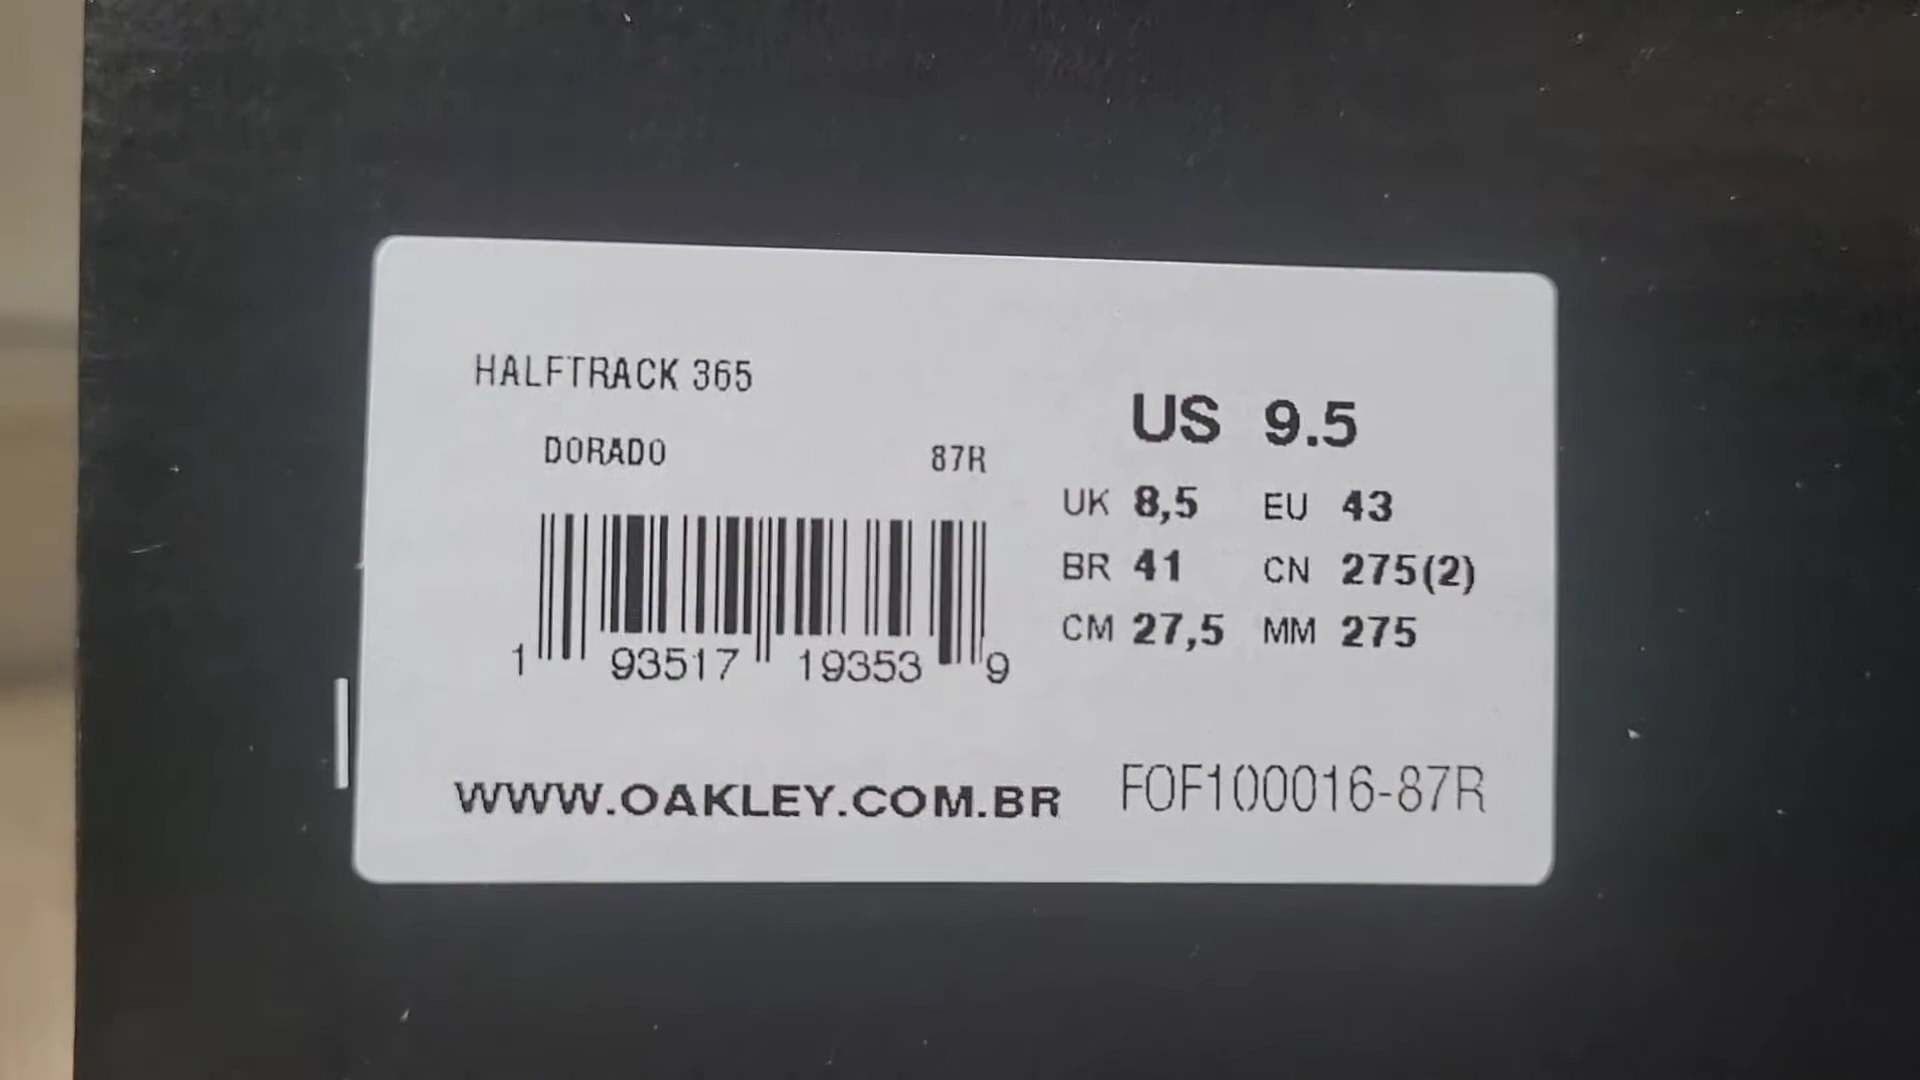 HALFTRACK 365
DORADO 87R
1 93517 19353 9
US 9.5
UK 8,5 EU 43
BR 41 CN 275(2)
CM 27,5 MM 275
WWW.OAKLEY.COM.BR FOF100016-87R